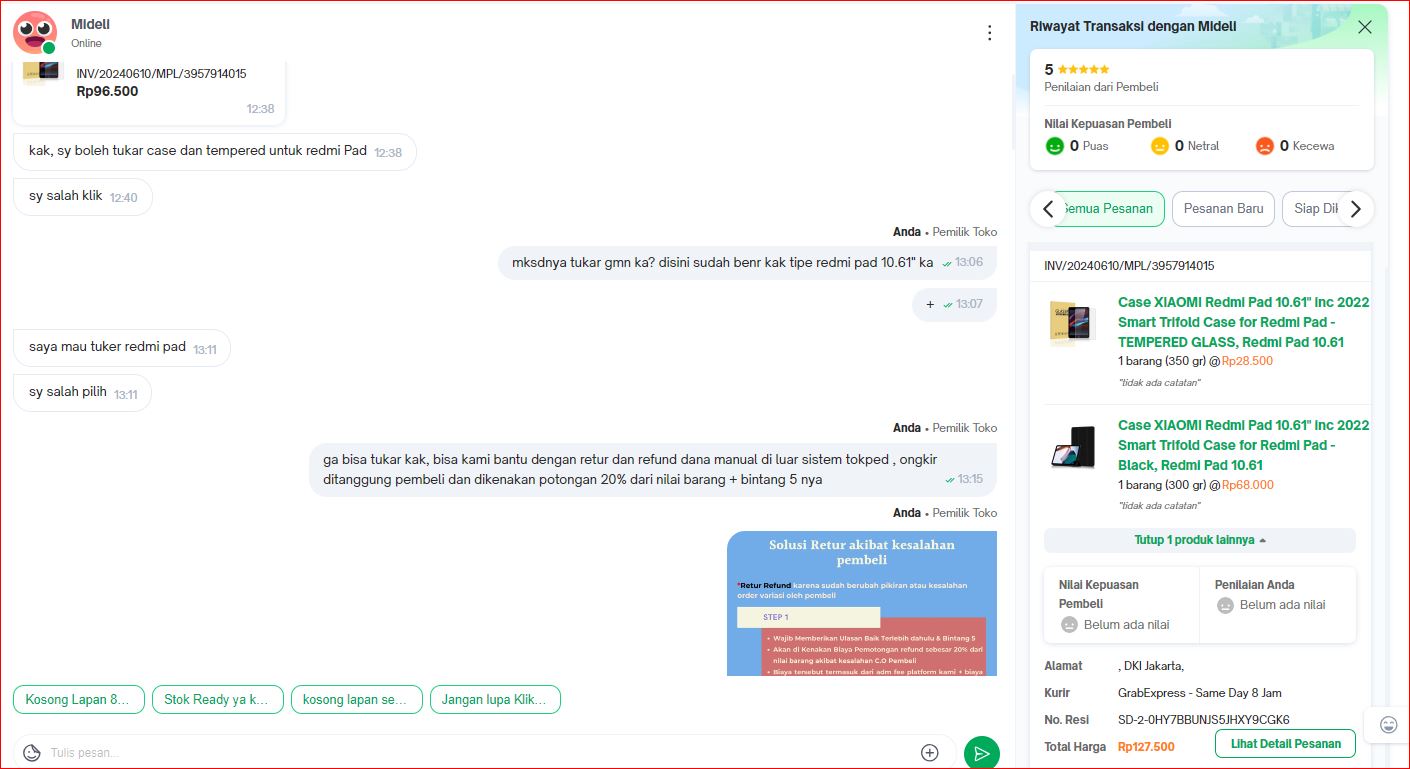 Mideli
Online
INV/20240610/MPL/3957914015
Rp96.500
12:38
kak, sy boleh tukar case dan tempered untuk redmi Pad 12:38
sy salah klik 12:40
Anda • Pemilik Toko
mksdnya tukar gmn ka? disini sudah benr kak tipe redmi pad 10.61" ka 13:06
+ 13:07
saya mau tuker redmi pad 13:11
sy salah pilih 13:11
Anda • Pemilik Toko
ga bisa tukar kak, bisa kami bantu dengan retur dan refund dana manual di luar sistem tokped , ongkir
ditanggung pembeli dan dikenakan potongan 20% dari nilai barang + bintang 5 nya 13:15
Anda • Pemilik Toko
Solusi Retur akibat kesalahan
pembeli
*Retur Refund karena sudah berubah pikiran atau kesalahan
order variasi oleh pembeli
STEP 1
• Wajib Memberikan Ulasan Baik Terlebih dahulu & Bintang 5
• Akan di Kenakan Biaya Pemotongan refund sebesar 20% dari
nilai barang akibat kesalahan C.O Pembeli
• Biaya tersebut termasuk dari adm fee platform kami + biaya
Kosong Lapan 8...
Stok Ready ya k...
kosong lapan se...
Jangan lupa Klik...
Tulis pesan...
Riwayat Transaksi dengan Mideli
5
Penilaian dari Pembeli
Nilai Kepuasan Pembeli
0 Puas
0 Netral
0 Kecewa
Semua Pesanan
Pesanan Baru
Siap Dik
INV/20240610/MPL/3957914015
Case XIAOMI Redmi Pad 10.61" inc 2022
Smart Trifold Case for Redmi Pad -
TEMPERED GLASS, Redmi Pad 10.61
1 barang (350 gr) @Rp28.500
"tidak ada catatan"
Case XIAOMI Redmi Pad 10.61" inc 2022
Smart Trifold Case for Redmi Pad -
Black, Redmi Pad 10.61
1 barang (300 gr) @Rp68.000
"tidak ada catatan"
Tutup 1 produk lainnya
Nilai Kepuasan
Pembeli
Belum ada nilai
Penilaian Anda
Belum ada nilai
Alamat , DKI Jakarta,
Kurir GrabExpress - Same Day 8 Jam
No. Resi SD-2-0HY7BBUNJS5JHXY9CGK6
Total Harga Rp127.500
Lihat Detail Pesanan